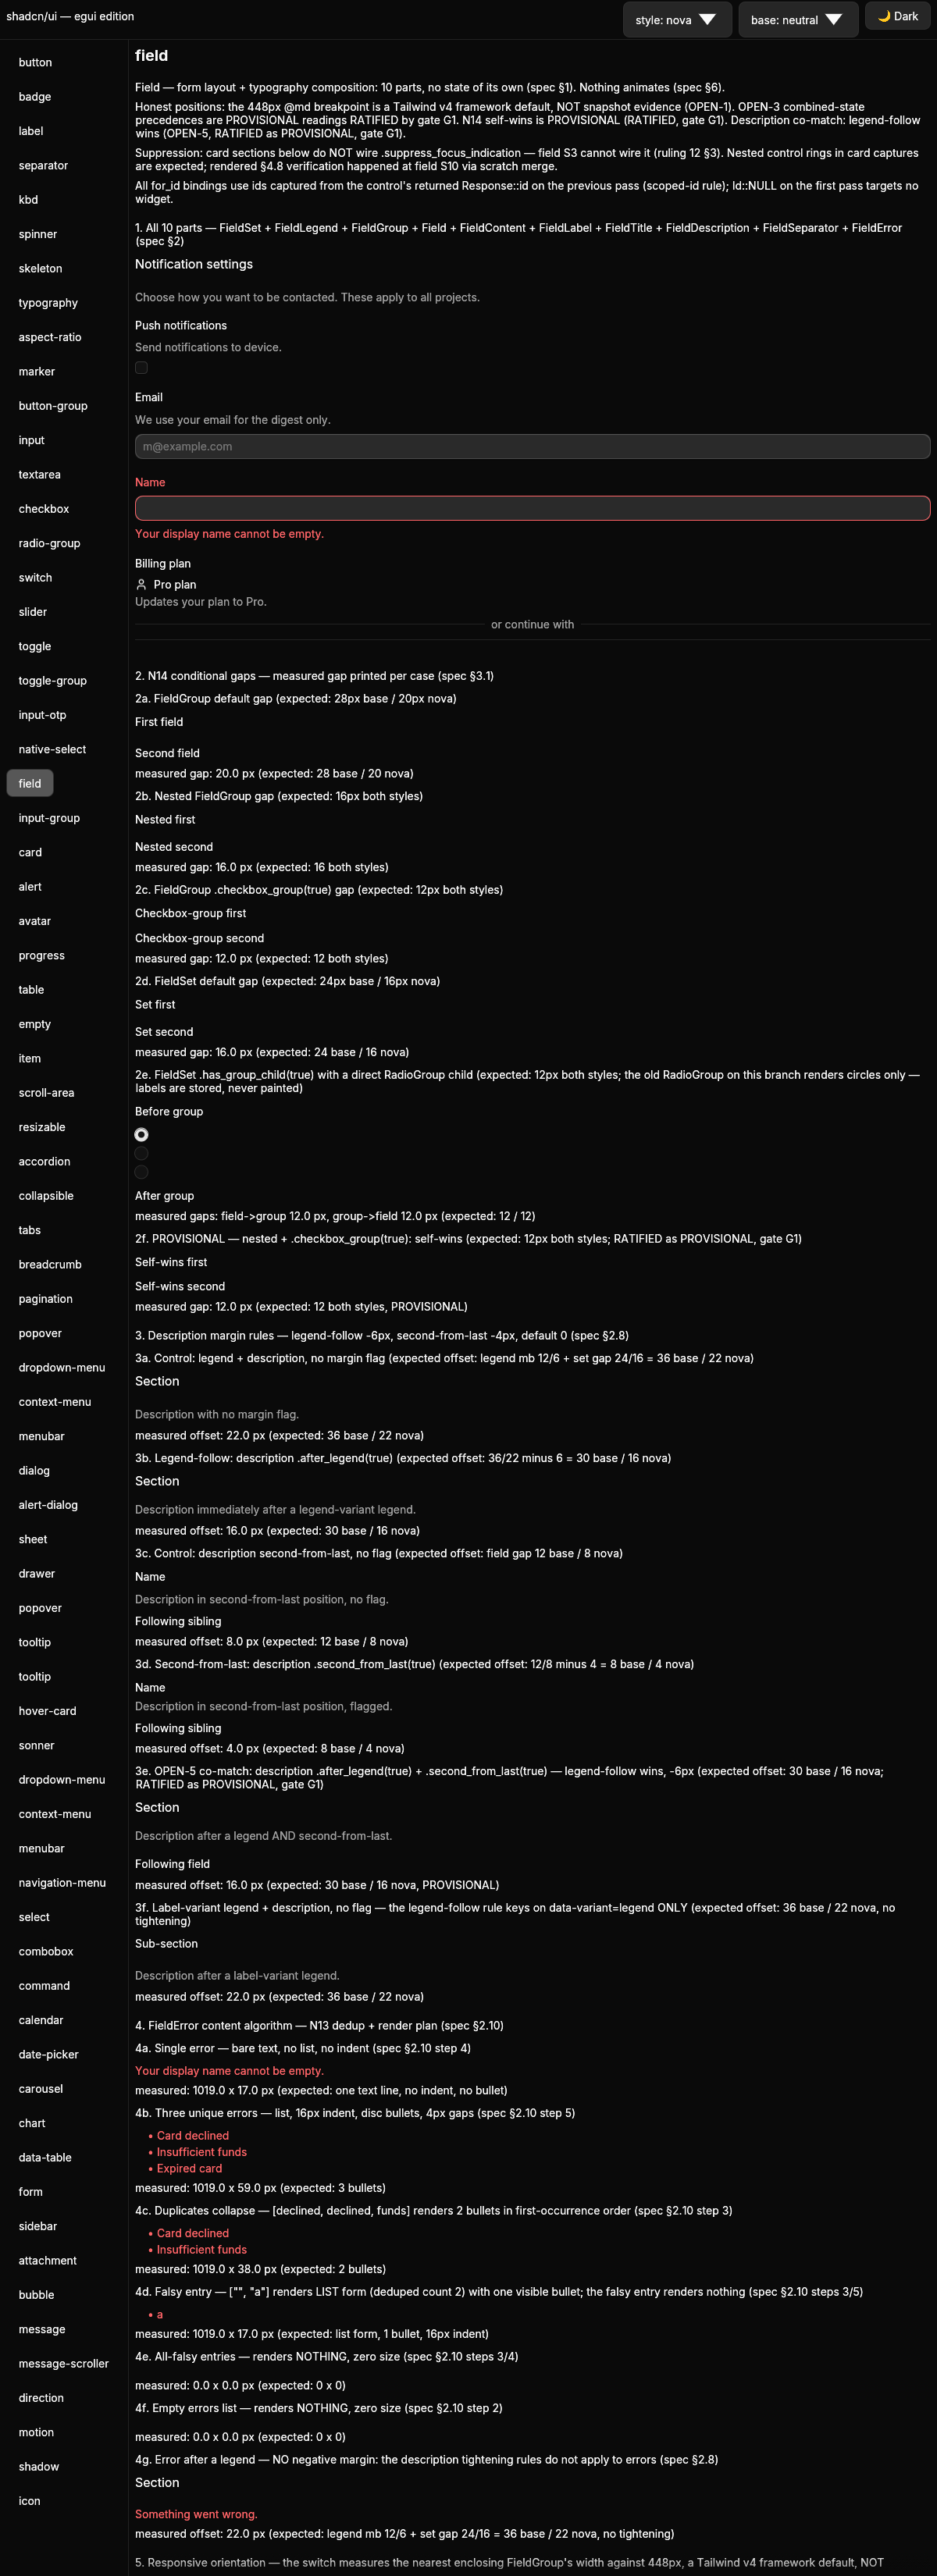 shadcn/ui — egui edition
style: nova
base: neutral
🌙 Dark
button
badge
label
separator
kbd
spinner
skeleton
typography
aspect-ratio
marker
button-group
input
textarea
checkbox
radio-group
switch
slider
toggle
toggle-group
input-otp
native-select
field
input-group
card
alert
avatar
progress
table
empty
item
scroll-area
resizable
accordion
collapsible
tabs
breadcrumb
pagination
popover
dropdown-menu
context-menu
menubar
dialog
alert-dialog
sheet
drawer
popover
tooltip
tooltip
hover-card
sonner
dropdown-menu
context-menu
menubar
navigation-menu
select
combobox
command
calendar
date-picker
carousel
chart
data-table
form
sidebar
attachment
bubble
message
message-scroller
direction
motion
shadow
icon
field
Field — form layout + typography composition: 10 parts, no state of its own (spec §1). Nothing animates (spec §6).
Honest positions: the 448px @md breakpoint is a Tailwind v4 framework default, NOT snapshot evidence (OPEN-1). OPEN-3 combined-state
precedences are PROVISIONAL readings RATIFIED by gate G1. N14 self-wins is PROVISIONAL (RATIFIED, gate G1). Description co-match: legend-follow
wins (OPEN-5, RATIFIED as PROVISIONAL, gate G1).
Suppression: card sections below do NOT wire .suppress_focus_indication — field S3 cannot wire it (ruling 12 §3). Nested control rings in card captures
are expected; rendered §4.8 verification happened at field S10 via scratch merge.
All for_id bindings use ids captured from the control's returned Response::id on the previous pass (scoped-id rule); Id::NULL on the first pass targets no
widget.
1. All 10 parts — FieldSet + FieldLegend + FieldGroup + Field + FieldContent + FieldLabel + FieldTitle + FieldDescription + FieldSeparator + FieldError
(spec §2)
Notification settings
Choose how you want to be contacted. These apply to all projects.
Push notifications
Send notifications to device.
Email
We use your email for the digest only.
m@example.com
Name
Your display name cannot be empty.
Billing plan
Pro plan
Updates your plan to Pro.
or continue with
2. N14 conditional gaps — measured gap printed per case (spec §3.1)
2a. FieldGroup default gap (expected: 28px base / 20px nova)
First field
Second field
measured gap: 20.0 px (expected: 28 base / 20 nova)
2b. Nested FieldGroup gap (expected: 16px both styles)
Nested first
Nested second
measured gap: 16.0 px (expected: 16 both styles)
2c. FieldGroup .checkbox_group(true) gap (expected: 12px both styles)
Checkbox-group first
Checkbox-group second
measured gap: 12.0 px (expected: 12 both styles)
2d. FieldSet default gap (expected: 24px base / 16px nova)
Set first
Set second
measured gap: 16.0 px (expected: 24 base / 16 nova)
2e. FieldSet .has_group_child(true) with a direct RadioGroup child (expected: 12px both styles; the old RadioGroup on this branch renders circles only —
labels are stored, never painted)
Before group
After group
measured gaps: field->group 12.0 px, group->field 12.0 px (expected: 12 / 12)
2f. PROVISIONAL — nested + .checkbox_group(true): self-wins (expected: 12px both styles; RATIFIED as PROVISIONAL, gate G1)
Self-wins first
Self-wins second
measured gap: 12.0 px (expected: 12 both styles, PROVISIONAL)
3. Description margin rules — legend-follow -6px, second-from-last -4px, default 0 (spec §2.8)
3a. Control: legend + description, no margin flag (expected offset: legend mb 12/6 + set gap 24/16 = 36 base / 22 nova)
Section
Description with no margin flag.
measured offset: 22.0 px (expected: 36 base / 22 nova)
3b. Legend-follow: description .after_legend(true) (expected offset: 36/22 minus 6 = 30 base / 16 nova)
Section
Description immediately after a legend-variant legend.
measured offset: 16.0 px (expected: 30 base / 16 nova)
3c. Control: description second-from-last, no flag (expected offset: field gap 12 base / 8 nova)
Name
Description in second-from-last position, no flag.
Following sibling
measured offset: 8.0 px (expected: 12 base / 8 nova)
3d. Second-from-last: description .second_from_last(true) (expected offset: 12/8 minus 4 = 8 base / 4 nova)
Name
Description in second-from-last position, flagged.
Following sibling
measured offset: 4.0 px (expected: 8 base / 4 nova)
3e. OPEN-5 co-match: description .after_legend(true) + .second_from_last(true) — legend-follow wins, -6px (expected offset: 30 base / 16 nova;
RATIFIED as PROVISIONAL, gate G1)
Section
Description after a legend AND second-from-last.
Following field
measured offset: 16.0 px (expected: 30 base / 16 nova, PROVISIONAL)
3f. Label-variant legend + description, no flag — the legend-follow rule keys on data-variant=legend ONLY (expected offset: 36 base / 22 nova, no
tightening)
Sub-section
Description after a label-variant legend.
measured offset: 22.0 px (expected: 36 base / 22 nova)
4. FieldError content algorithm — N13 dedup + render plan (spec §2.10)
4a. Single error — bare text, no list, no indent (spec §2.10 step 4)
Your display name cannot be empty.
measured: 1019.0 x 17.0 px (expected: one text line, no indent, no bullet)
4b. Three unique errors — list, 16px indent, disc bullets, 4px gaps (spec §2.10 step 5)
• Card declined
• Insufficient funds
• Expired card
measured: 1019.0 x 59.0 px (expected: 3 bullets)
4c. Duplicates collapse — [declined, declined, funds] renders 2 bullets in first-occurrence order (spec §2.10 step 3)
• Card declined
• Insufficient funds
measured: 1019.0 x 38.0 px (expected: 2 bullets)
4d. Falsy entry — ["", "a"] renders LIST form (deduped count 2) with one visible bullet; the falsy entry renders nothing (spec §2.10 steps 3/5)
• a
measured: 1019.0 x 17.0 px (expected: list form, 1 bullet, 16px indent)
4e. All-falsy entries — renders NOTHING, zero size (spec §2.10 steps 3/4)
measured: 0.0 x 0.0 px (expected: 0 x 0)
4f. Empty errors list — renders NOTHING, zero size (spec §2.10 step 2)
measured: 0.0 x 0.0 px (expected: 0 x 0)
4g. Error after a legend — NO negative margin: the description tightening rules do not apply to errors (spec §2.8)
Section
Something went wrong.
measured offset: 22.0 px (expected: legend mb 12/6 + set gap 24/16 = 36 base / 22 nova, no tightening)
5. Responsive orientation — the switch measures the nearest enclosing FieldGroup's width against 448px, a Tailwind v4 framework default, NOT